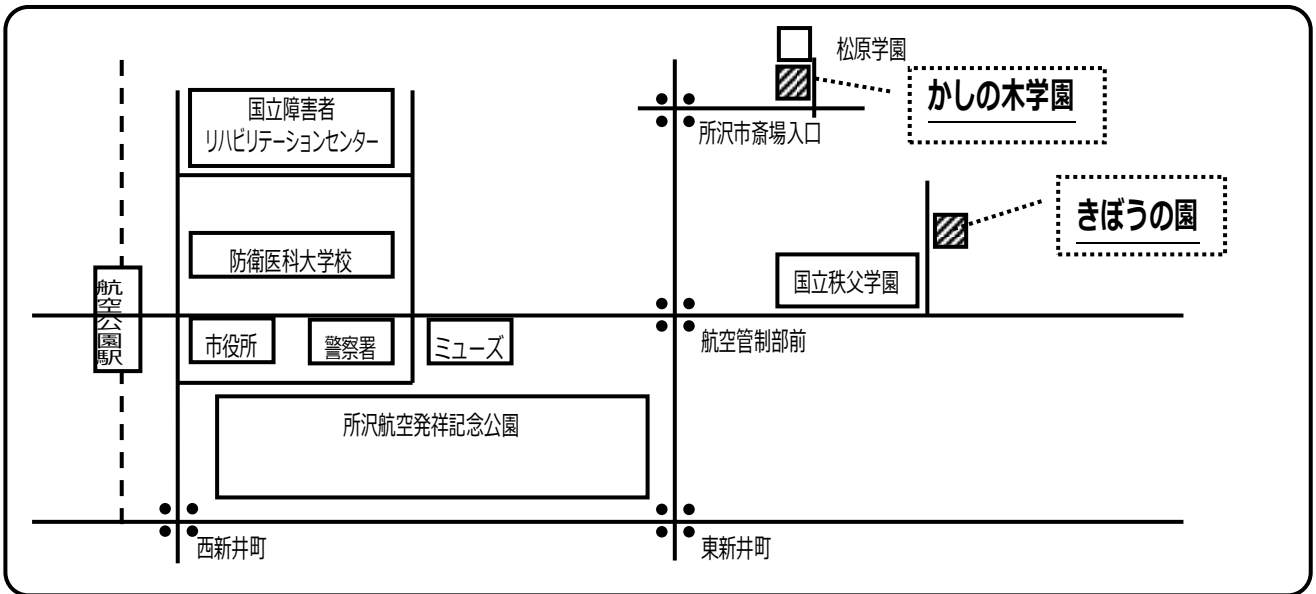 松原学園
かしの木学園
国立障害者
リハビリテーションセンター
所沢市斎場入口
きぼうの園
防衛医科大学校
国立秩父学園
航空公園駅
市役所
警察署
ミューズ
航空管制部前
所沢航空発祥記念公園
西新井町
東新井町